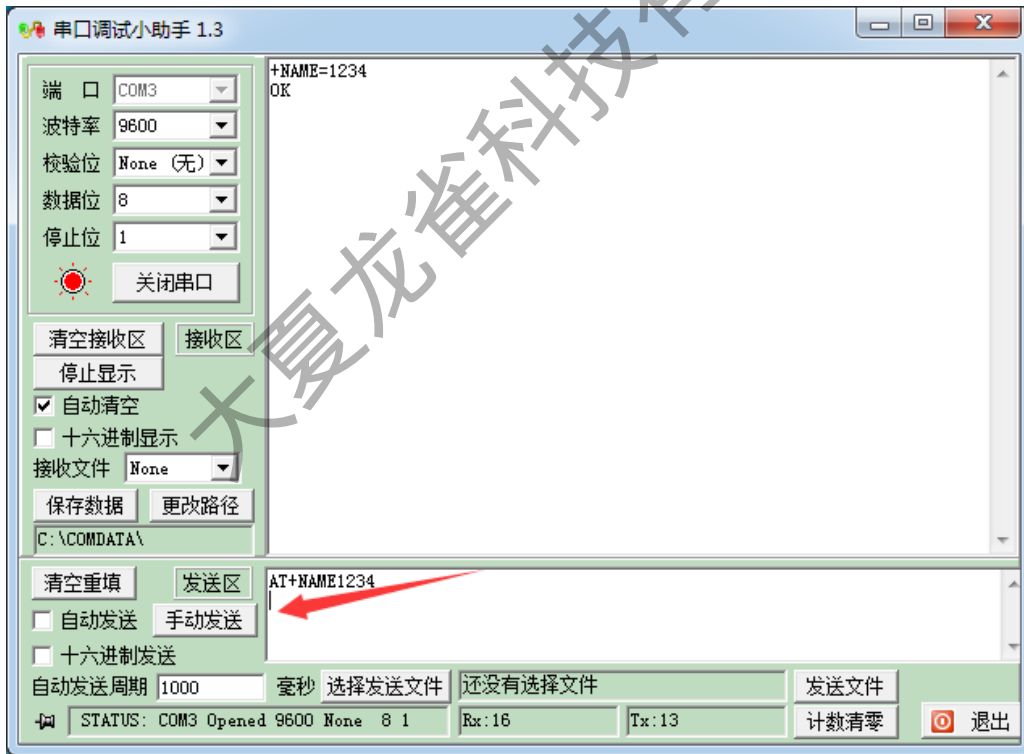 串口调试小助手 1.3
端 口 COM3
波特率 9600
校验位 None (无)
数据位 8
停止位 1
关闭串口
清空接收区 接收区
停止显示
自动清空
十六进制显示
接收文件 None
保存数据 更改路径
C:\COMDATA\
+NAME=1234
OK
清空重填 发送区
自动发送 手动发送
十六进制发送
AT+NAME1234
自动发送周期 1000 毫秒 选择发送文件 还没有选择文件 发送文件
STATUS: COM3 Opened 9600 None 8 1 Rx:16 Tx:13 计数清零 退出
大夏龙雀科技有